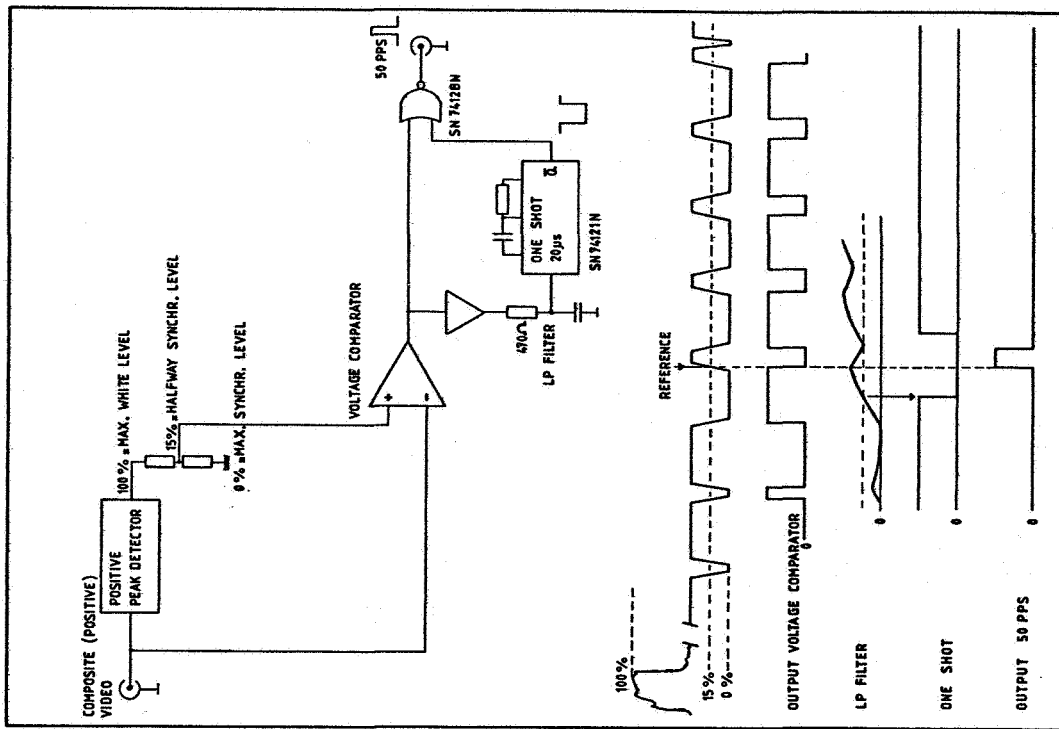 COMPOSITE (POSITIVE)
VIDEO
POSITIVE
PEAK DETECTOR
100% = MAX. WHITE LEVEL
15% = HALFWAY SYNCHR. LEVEL
0% = MAX. SYNCHR. LEVEL
VOLTAGE COMPARATOR
+
-
470Ω
LP FILTER
ONE SHOT
20µs
Q̅
SN 74121N
SN 74128N
50 PPS
100%
15%
0%
REFERENCE
OUTPUT VOLTAGE COMPARATOR
0
LP FILTER
0
ONE SHOT
0
OUTPUT 50 PPS
0